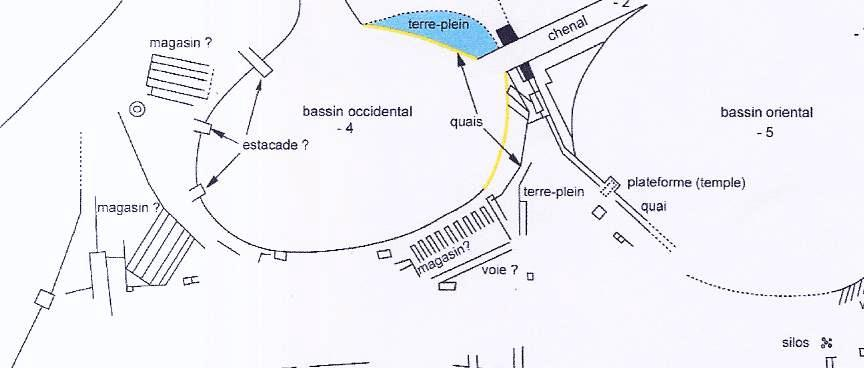 - 2
terre-plein
chenal
magasin ?
bassin occidental
- 4
quais
bassin oriental
- 5
estacade ?
plateforme (temple)
terre-plein
quai
magasin ?
magasin?
voie ?
silos